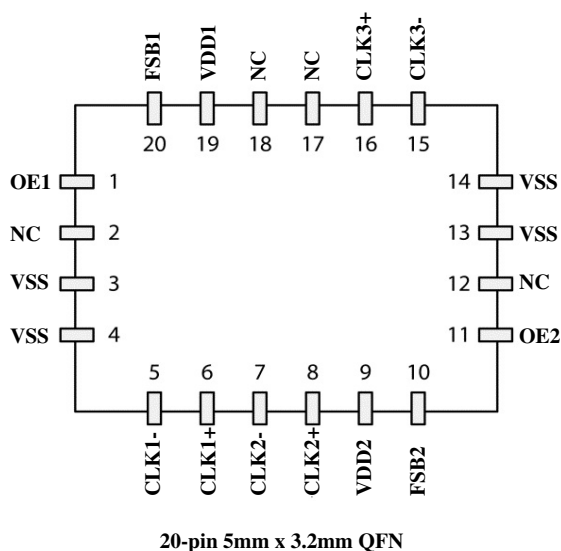 FSB1 VDD1 NC NC CLK3+ CLK3-
20 19 18 17 16 15
OE1 1 14 VSS
NC 2 13 VSS
VSS 3 12 NC
VSS 4 11 OE2
5 6 7 8 9 10
CLK1- CLK1+ CLK2- CLK2+ VDD2 FSB2
20-pin 5mm x 3.2mm QFN